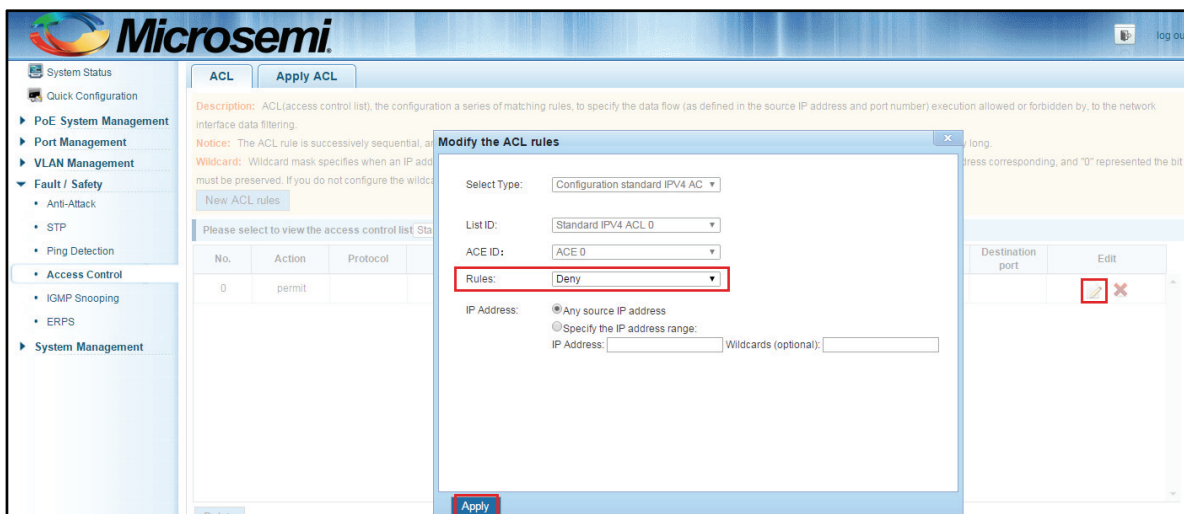 Microsemi.
log ou
System Status
Quick Configuration
PoE System Management
Port Management
VLAN Management
Fault / Safety
• Anti-Attack
• STP
• Ping Detection
• Access Control
• IGMP Snooping
• ERPS
System Management
ACL
Apply ACL
Description: ACL(access control list), the configuration a series of matching rules, to specify the data flow (as defined in the source IP address and port number) execution allowed or forbidden by, to the network
interface data filtering.
Notice: The ACL rule is successively sequential, a
y long.
Wildcard: Wildcard mask specifies when an IP add
dress corresponding, and "0" represented the bit
must be preserved. If you do not configure the wildca
New ACL rules
Please select to view the access control list Sta
No.
Action
Protocol
Destination
port
Edit
0
permit
Modify the ACL rules
Select Type:
Configuration standard IPV4 AC
List ID:
Standard IPV4 ACL 0
ACE ID:
ACE 0
Rules:
Deny
IP Address:
Any source IP address
Specify the IP address range:
IP Address:
Wildcards (optional):
Apply